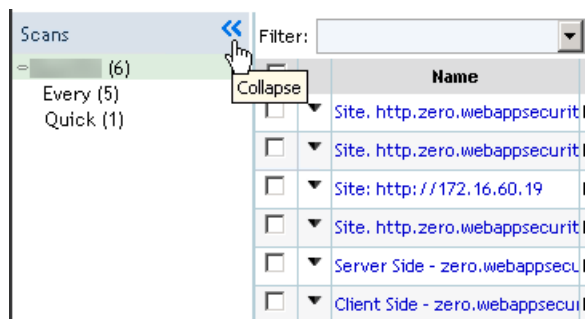 Scans
(6)
Every (5)
Quick (1)
Filter:
Collapse
Name
Site. http.zero.webappsecurit
Site. http.zero.webappsecurit
Site: http://172.16.60.19
Site. http.zero.webappsecurit
Server Side - zero.webappsecu
Client Side - zero.webappsecur